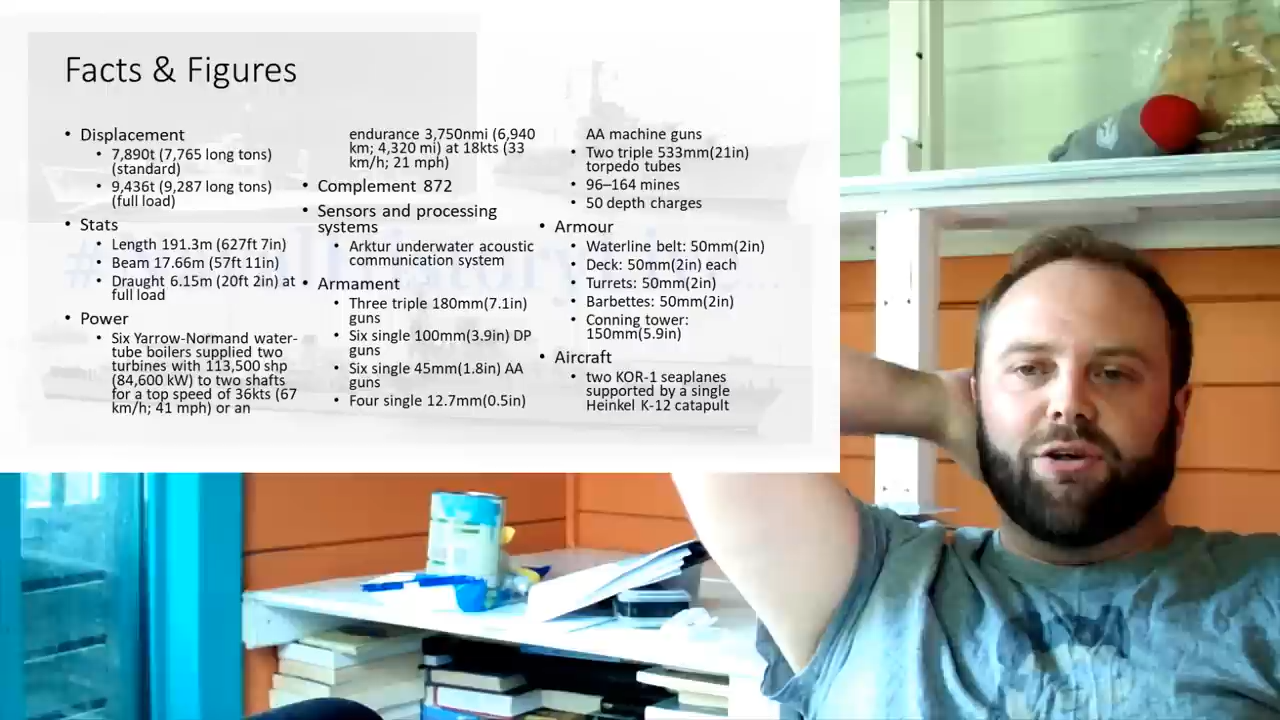 Facts & Figures
• Displacement
• 7,890t (7,765 long tons)
(standard)
• 9,436t (9,287 long tons)
(full load)
• Stats
• Length 191.3m (627ft 7in)
• Beam 17.66m (57ft 11in)
• Draught 6.15m (20ft 2in) at
full load
• Power
• Six Yarrow-Normand water-
tube boilers supplied two
turbines with 113,500 shp
(84,600 kW) to two shafts
for a top speed of 36kts (67
km/h; 41 mph) or an
endurance 3,750nmi (6,940
km; 4,320 mi) at 18kts (33
km/h; 21 mph)
• Complement 872
• Sensors and processing
systems
• Arktur underwater acoustic
communication system
• Armament
• Three triple 180mm(7.1in)
guns
• Six single 100mm(3.9in) DP
guns
• Six single 45mm(1.8in) AA
guns
• Four single 12.7mm(0.5in)
AA machine guns
• Two triple 533mm(21in)
torpedo tubes
• 96–164 mines
• 50 depth charges
• Armour
• Waterline belt: 50mm(2in)
• Deck: 50mm(2in) each
• Turrets: 50mm(2in)
• Barbettes: 50mm(2in)
• Conning tower:
150mm(5.9in)
• Aircraft
• two KOR-1 seaplanes
supported by a single
Heinkel K-12 catapult